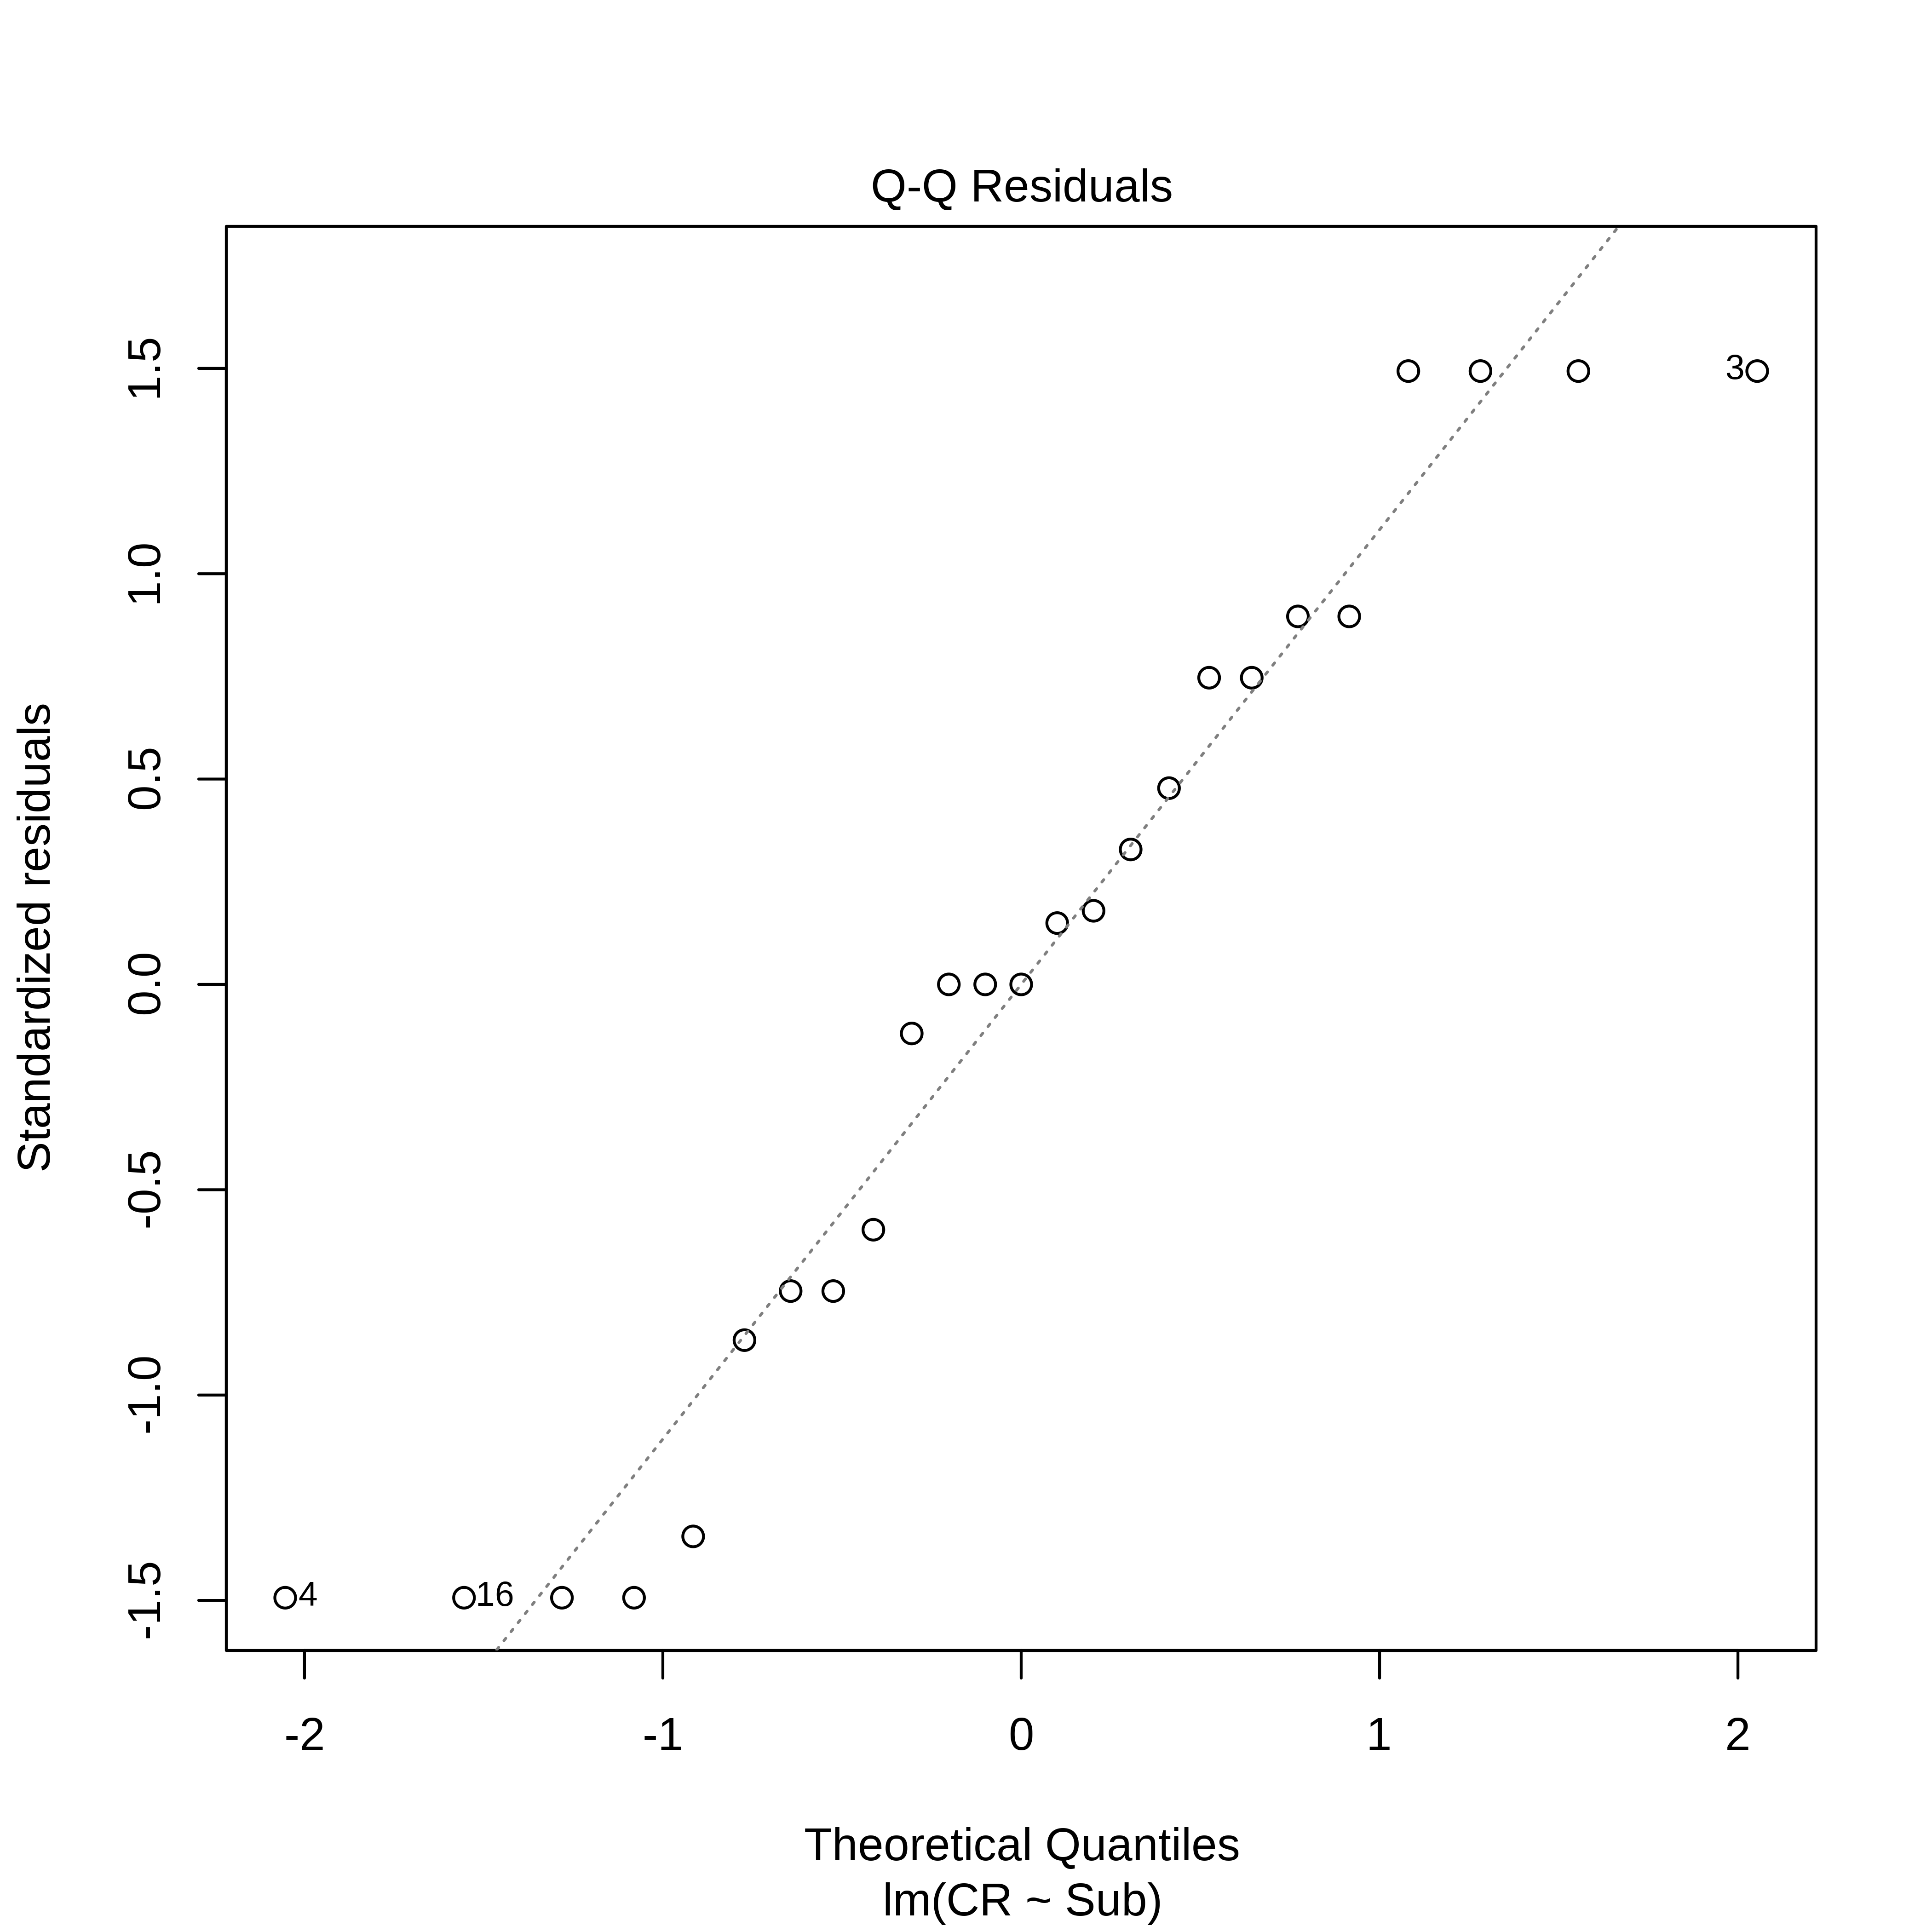 Q-Q Residuals
Standardized residuals
1.5
1.0
0.5
0.0
-0.5
-1.0
-1.5
3
4
16
-2 -1 0 1 2
Theoretical Quantiles
lm(CR ~ Sub)